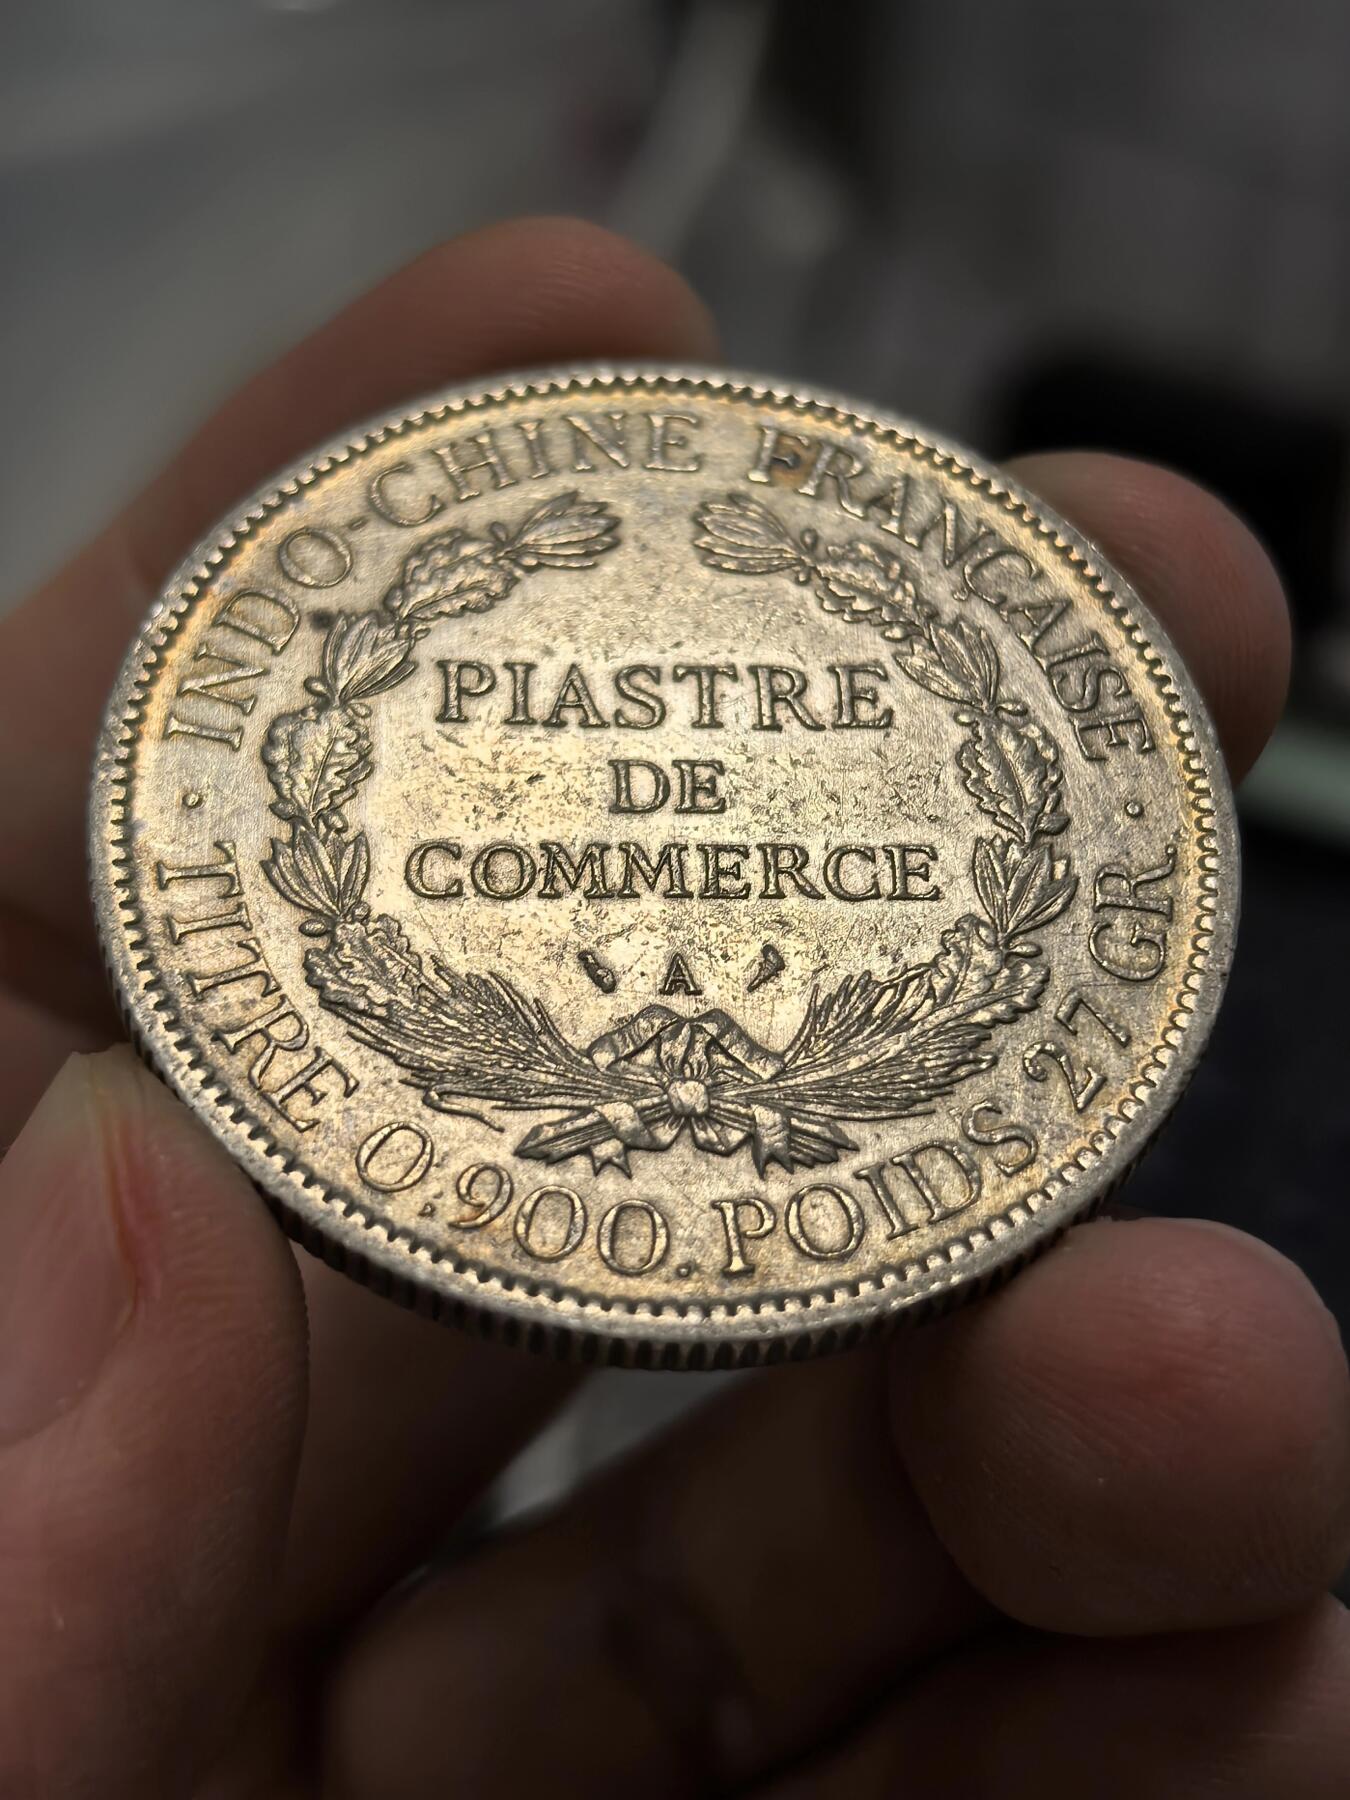 INDO-CHINE FRANÇAISE
PIASTRE
DE
COMMERCE
A
TITRE 0,900. POIDS 27 GR.